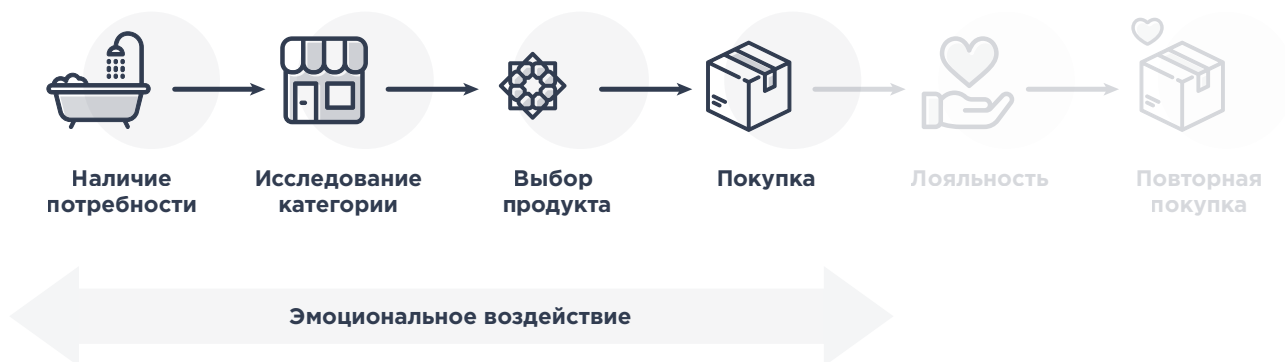 Наличие
потребности
Исследование
категории
Выбор
продукта
Покупка
Лояльность
Повторная
покупка
Эмоциональное воздействие